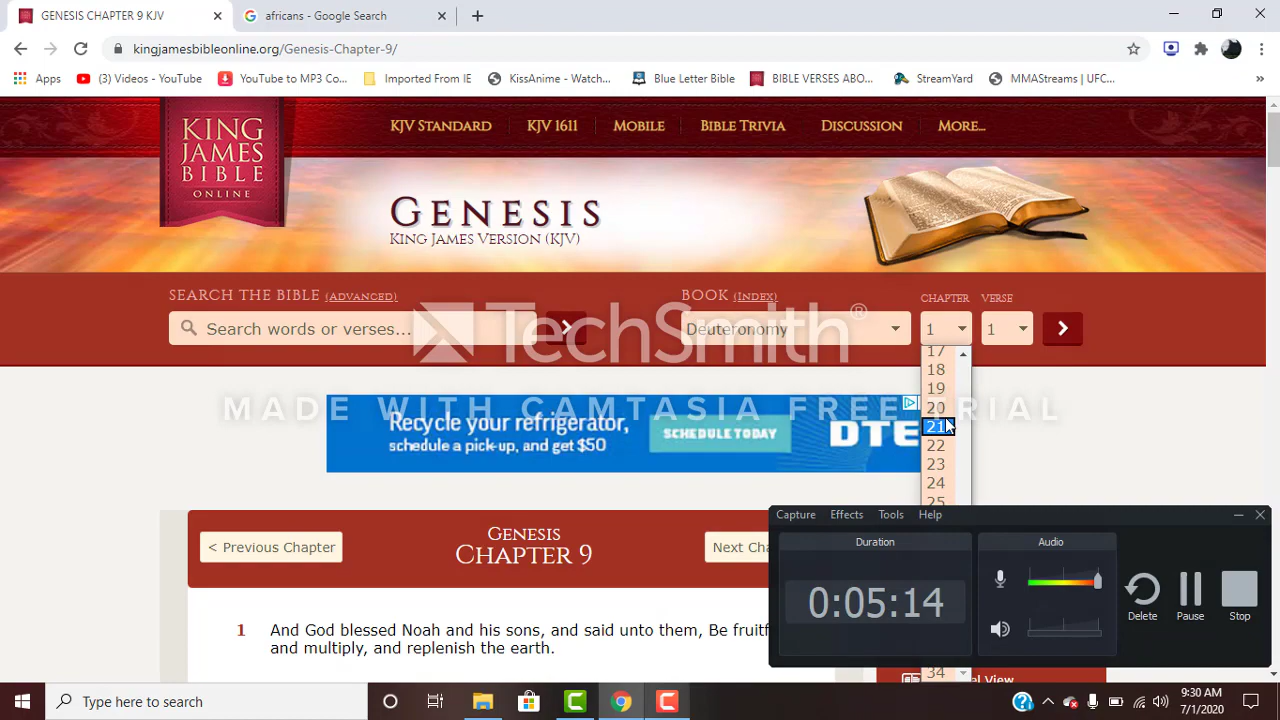 GENESIS CHAPTER 9 KJV
africans - Google Search
kingjamesbibleonline.org/Genesis-Chapter-9/
Apps
(3) Videos - YouTube
YouTube to MP3 Co...
Imported From IE
KissAnime - Watch...
Blue Letter Bible
BIBLE VERSES ABO...
StreamYard
MMAStreams | UFC...
KING
JAMES
BIBLE
ONLINE
KJV STANDARD
KJV 1611
MOBILE
BIBLE TRIVIA
DISCUSSION
MORE...
GENESIS
KING JAMES VERSION (KJV)
SEARCH THE BIBLE (ADVANCED)
Search words or verses...
BOOK (INDEX)
Deuteronomy
CHAPTER
1
VERSE
1
TechSmith®
MADE WITH CAMTASIA FREE TRIAL
17
18
19
20
21
22
23
24
25
34
Recycle your refrigerator,
schedule a pick-up, and get $50
SCHEDULE TODAY
DTE
< Previous Chapter
GENESIS
CHAPTER 9
Next Cha
1 And God blessed Noah and his sons, and said unto them, Be fruitf
and multiply, and replenish the earth.
Capture Effects Tools Help
Duration
0:05:14
Audio
Delete
Pause
Stop
el View
Type here to search
9:30 AM
7/1/2020